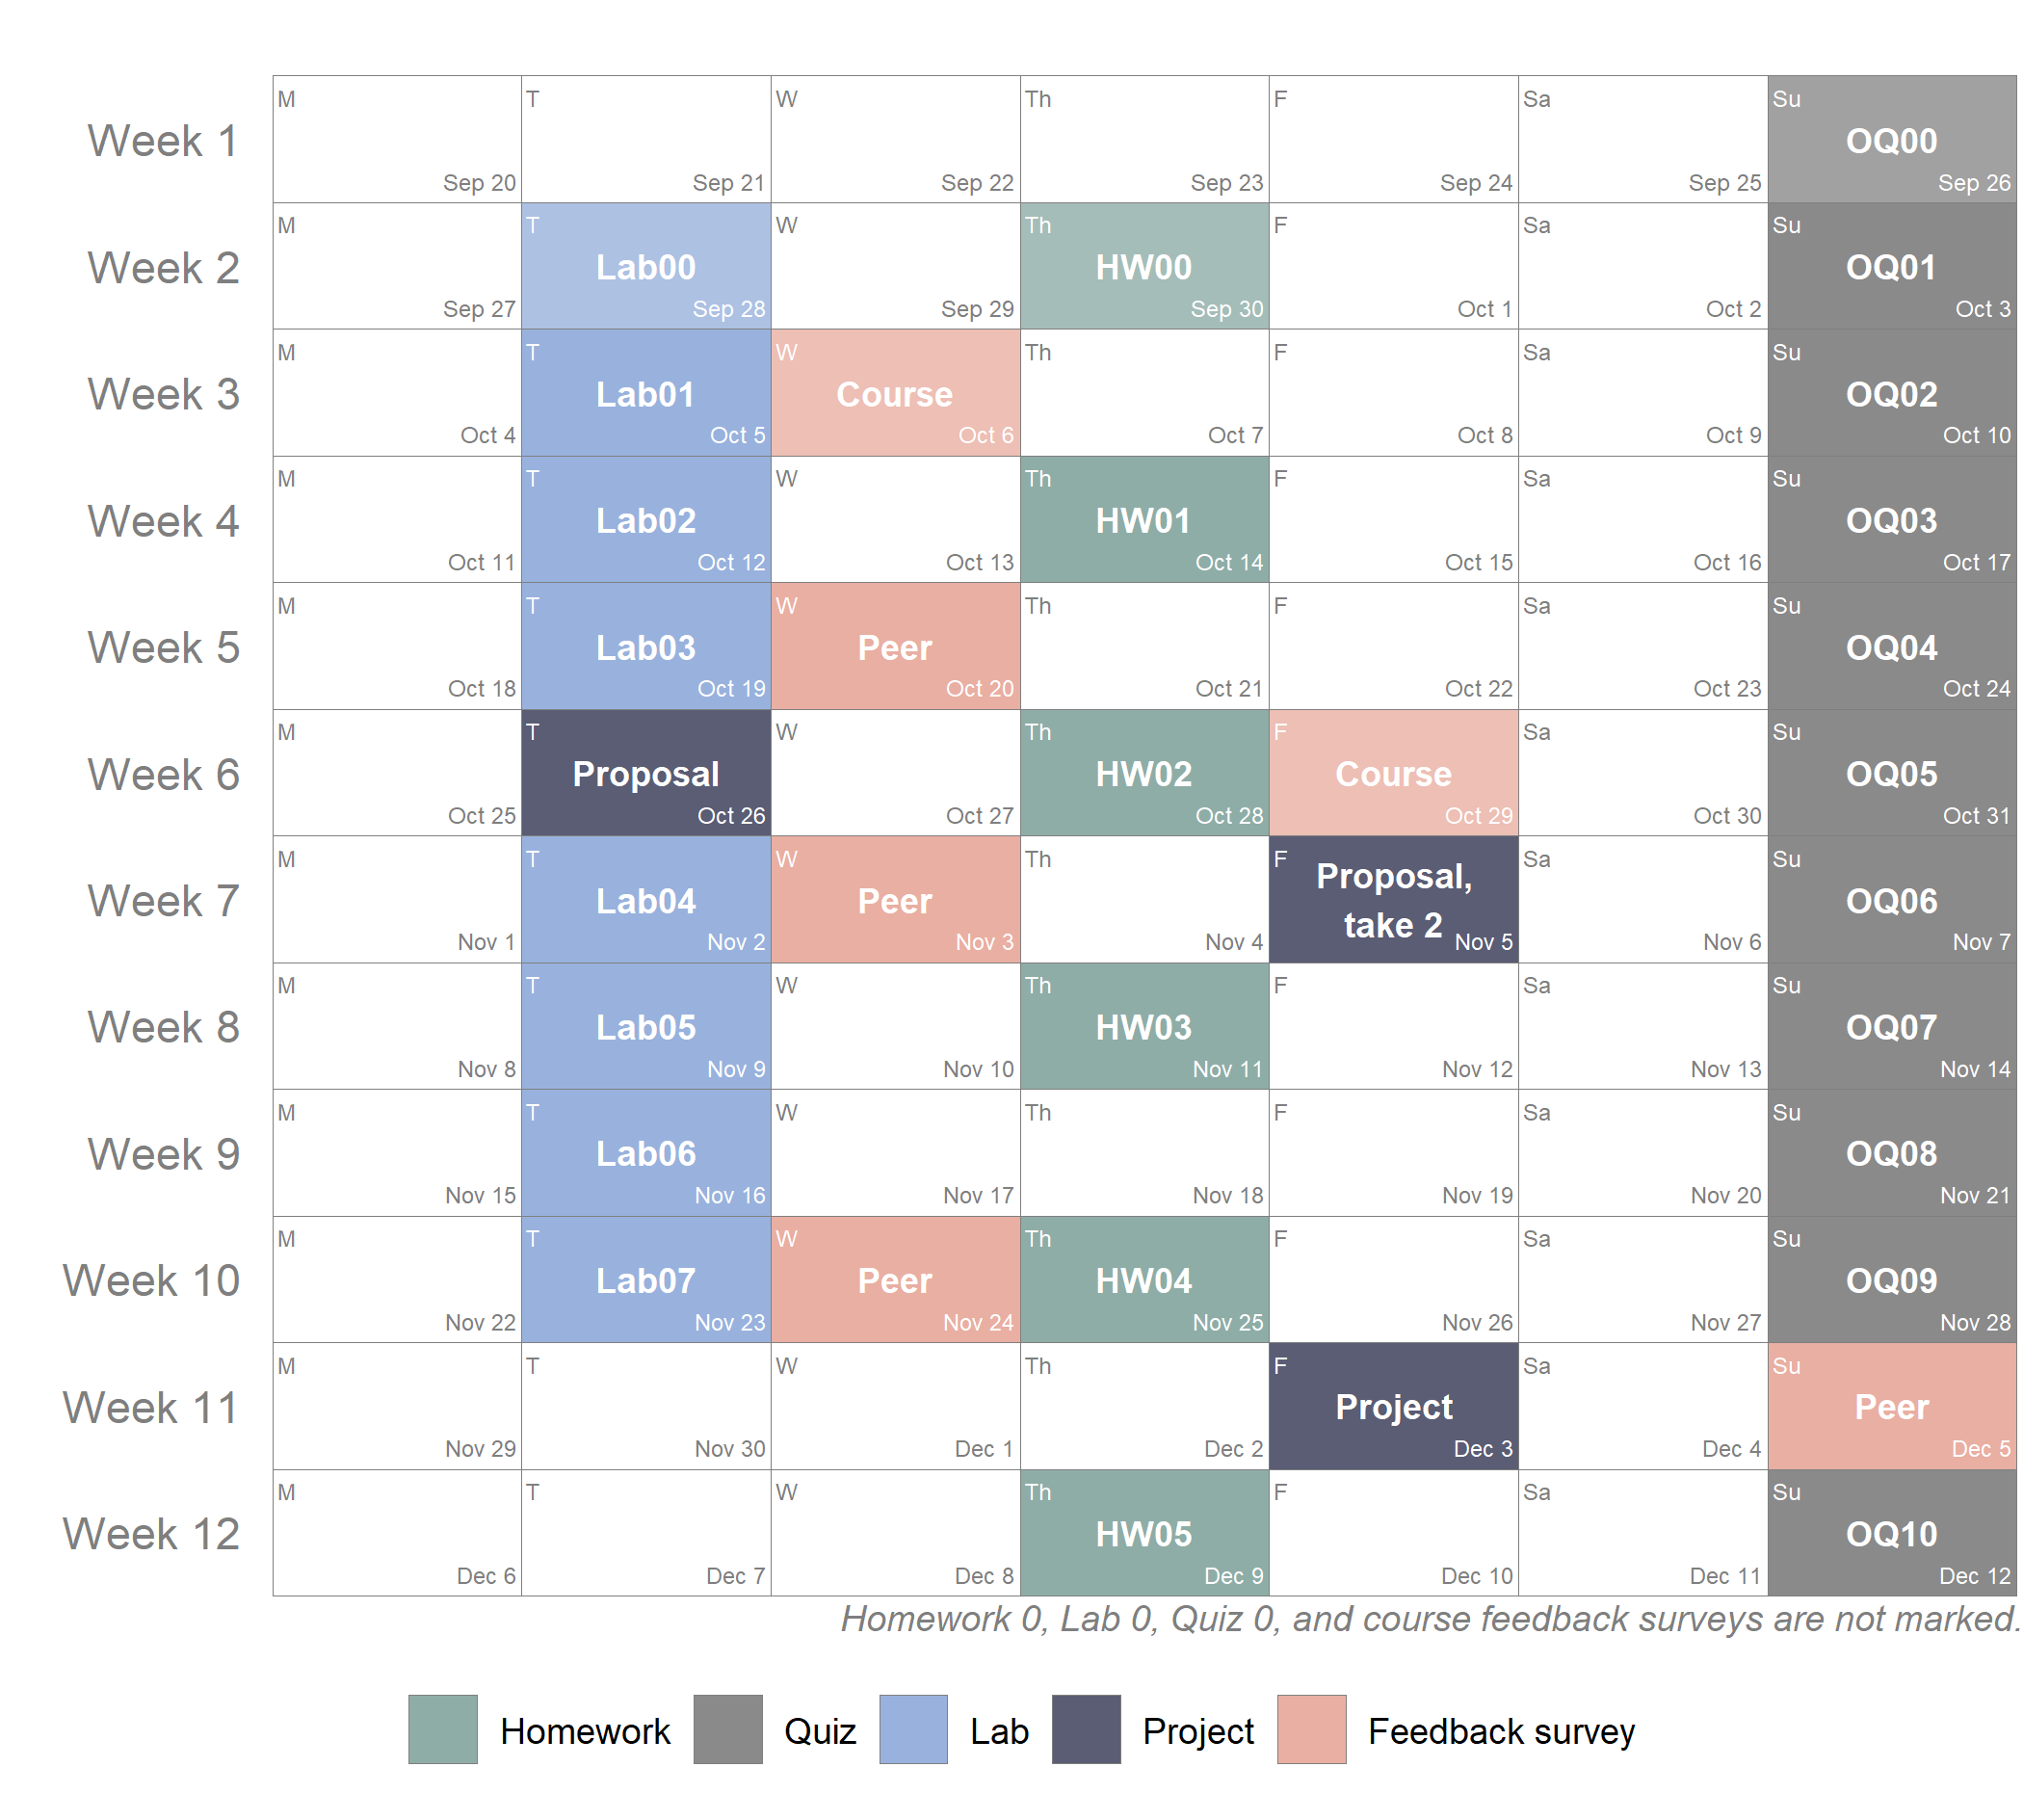 M T W Th F Sa Su
Week 1 OQ00
Sep 20 Sep 21 Sep 22 Sep 23 Sep 24 Sep 25 Sep 26
M T W Th F Sa Su
Week 2 Lab00 HW00 OQ01
Sep 27 Sep 28 Sep 29 Sep 30 Oct 1 Oct 2 Oct 3
M T W Th F Sa Su
Week 3 Lab01 Course OQ02
Oct 4 Oct 5 Oct 6 Oct 7 Oct 8 Oct 9 Oct 10
M T W Th F Sa Su
Week 4 Lab02 HW01 OQ03
Oct 11 Oct 12 Oct 13 Oct 14 Oct 15 Oct 16 Oct 17
M T W Th F Sa Su
Week 5 Lab03 Peer OQ04
Oct 18 Oct 19 Oct 20 Oct 21 Oct 22 Oct 23 Oct 24
M T W Th F Sa Su
Week 6 Proposal HW02 Course OQ05
Oct 25 Oct 26 Oct 27 Oct 28 Oct 29 Oct 30 Oct 31
M T W Th F Sa Su
Week 7 Lab04 Peer Proposal, take 2 OQ06
Nov 1 Nov 2 Nov 3 Nov 4 Nov 5 Nov 6 Nov 7
M T W Th F Sa Su
Week 8 Lab05 HW03 OQ07
Nov 8 Nov 9 Nov 10 Nov 11 Nov 12 Nov 13 Nov 14
M T W Th F Sa Su
Week 9 Lab06 OQ08
Nov 15 Nov 16 Nov 17 Nov 18 Nov 19 Nov 20 Nov 21
M T W Th F Sa Su
Week 10 Lab07 Peer HW04 OQ09
Nov 22 Nov 23 Nov 24 Nov 25 Nov 26 Nov 27 Nov 28
M T W Th F Sa Su
Week 11 Project Peer
Nov 29 Nov 30 Dec 1 Dec 2 Dec 3 Dec 4 Dec 5
M T W Th F Sa Su
Week 12 HW05 OQ10
Dec 6 Dec 7 Dec 8 Dec 9 Dec 10 Dec 11 Dec 12
Homework 0, Lab 0, Quiz 0, and course feedback surveys are not marked.
Homework Quiz Lab Project Feedback survey